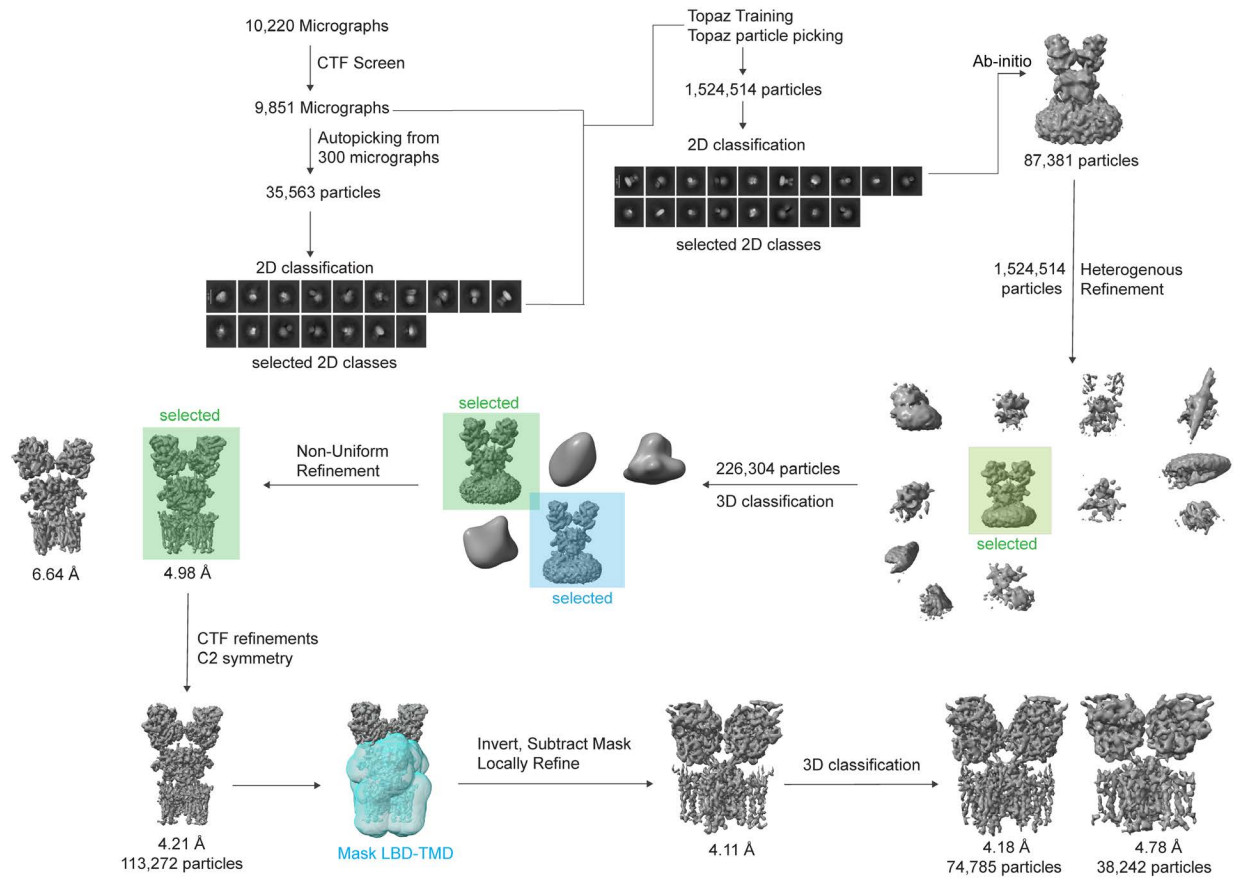 10,220 Micrographs
CTF Screen
9,851 Micrographs
Autopicking from
300 micrographs
35,563 particles
2D classification
selected 2D classes
Topaz Training
Topaz particle picking
1,524,514 particles
2D classification
selected 2D classes
Ab-initio
87,381 particles
1,524,514
particles
Heterogenous
Refinement
selected
226,304 particles
3D classification
selected
selected
Non-Uniform
Refinement
selected
6.64 Å
4.98 Å
CTF refinements
C2 symmetry
4.21 Å
113,272 particles
Mask LBD-TMD
Invert, Subtract Mask
Locally Refine
4.11 Å
3D classification
4.18 Å
74,785 particles
4.78 Å
38,242 particles